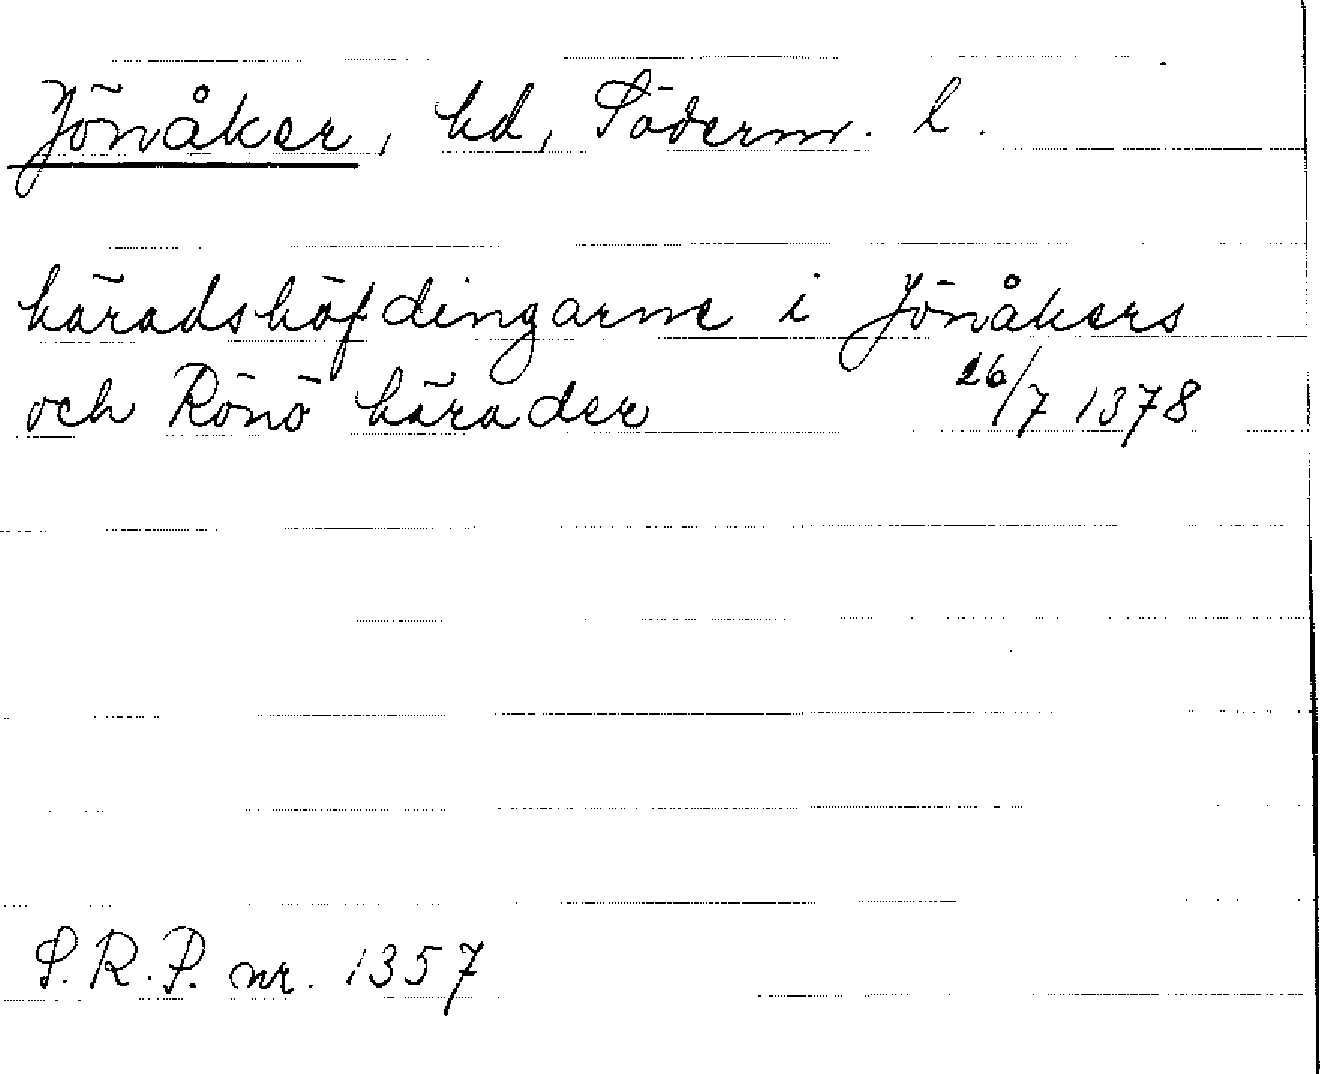 Jönåker, hd, Söderm. l.
häradshöfdingarne i Jönåkers
och Rönö härader 26/7 1378
S.R.P. nr. 1357